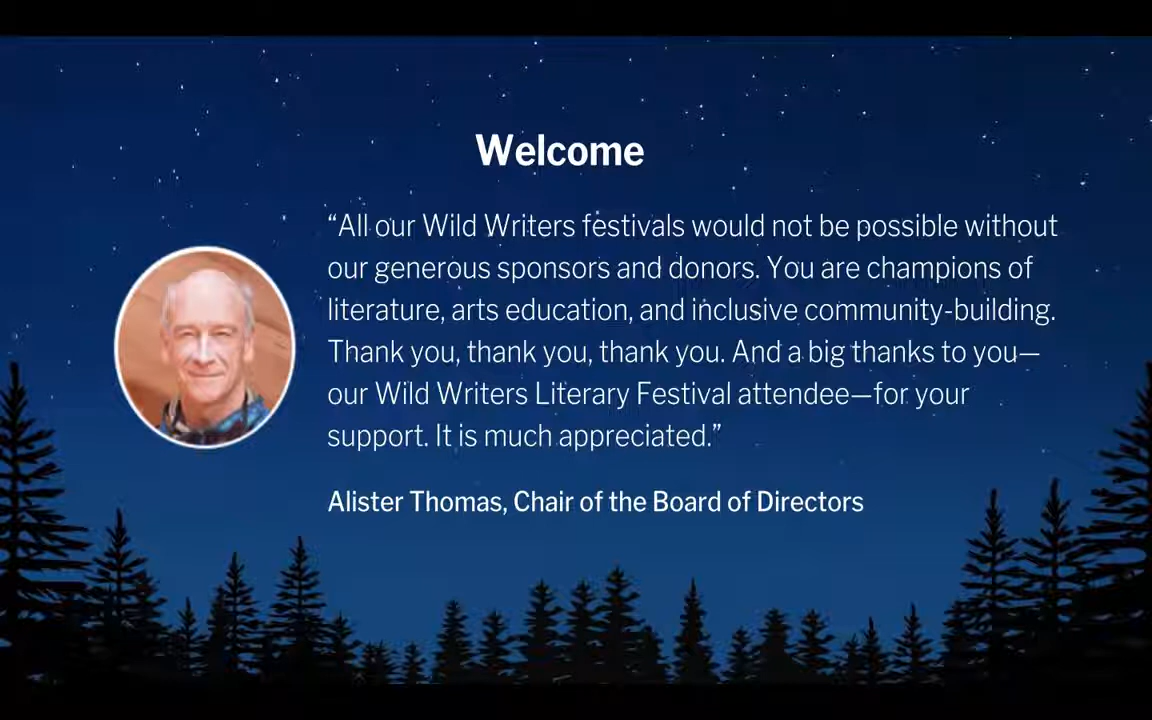 Welcome
“All our Wild Writers festivals would not be possible without
our generous sponsors and donors. You are champions of
literature, arts education, and inclusive community-building.
Thank you, thank you, thank you. And a big thanks to you—
our Wild Writers Literary Festival attendee—for your
support. It is much appreciated.”
Alister Thomas, Chair of the Board of Directors